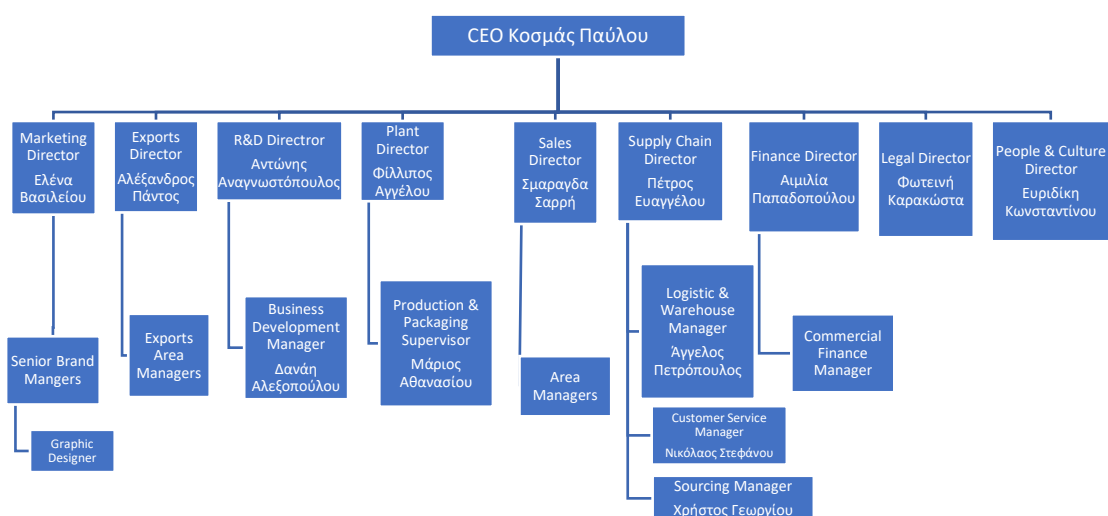 CEO Κοσμάς Παύλου
Marketing
Director
Ελένα
Βασιλείου
Exports
Director
Αλέξανδρος
Πάντος
R&D Directror
Αντώνης
Αναγνωστόπουλος
Plant
Director
Φίλλιπος
Αγγέλου
Sales
Director
Σμαραγδα
Σαρρή
Supply Chain
Director
Πέτρος
Ευαγγέλου
Finance Director
Αιμιλία
Παπαδοπούλου
Legal Director
Φωτεινή
Καρακώστα
People & Culture
Director
Ευριδίκη
Κωνσταντίνου
Senior Brand
Mangers
Graphic
Designer
Exports
Area
Managers
Business
Development
Manager
Δανάη
Αλεξοπούλου
Production &
Packaging
Supervisor
Μάριος
Αθανασίου
Area
Managers
Logistic &
Warehouse
Manager
Άγγελος
Πετρόπουλος
Customer Service
Manager
Νικόλαος Στεφάνου
Sourcing Manager
Χρήστος Γεωργίου
Commercial
Finance
Manager